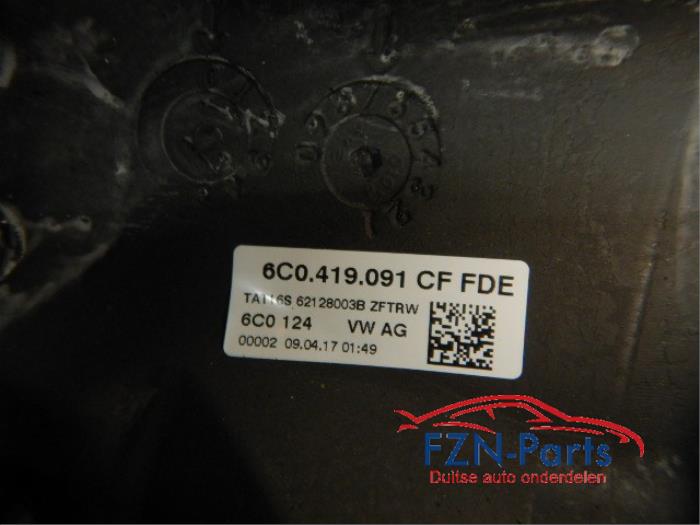 6C0.419.091 CF FDE
TA116S 62128003B ZFTRW
6C0 124 VW AG
00002 09.04.17 01:49
FZN-Parts
Duitse auto onderdelen